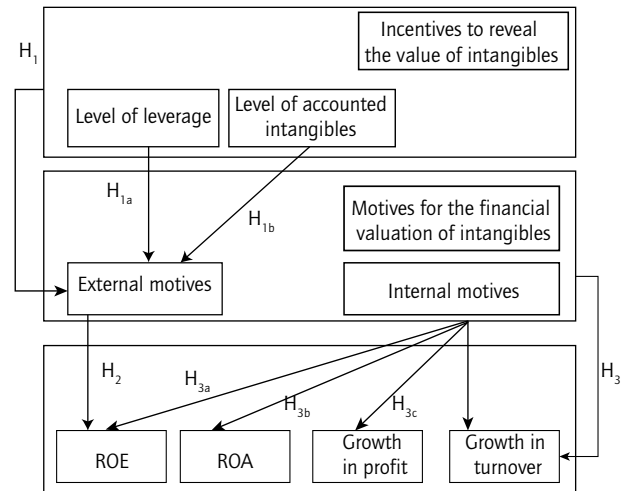 Incentives to reveal
the value of intangibles
H1
Level of leverage
Level of accounted
intangibles
H1a
H1b
Motives for the financial
valuation of intangibles
External motives
Internal motives
H2
H3a
H3b
H3c
H3
ROE
ROA
Growth
in profit
Growth in
turnover